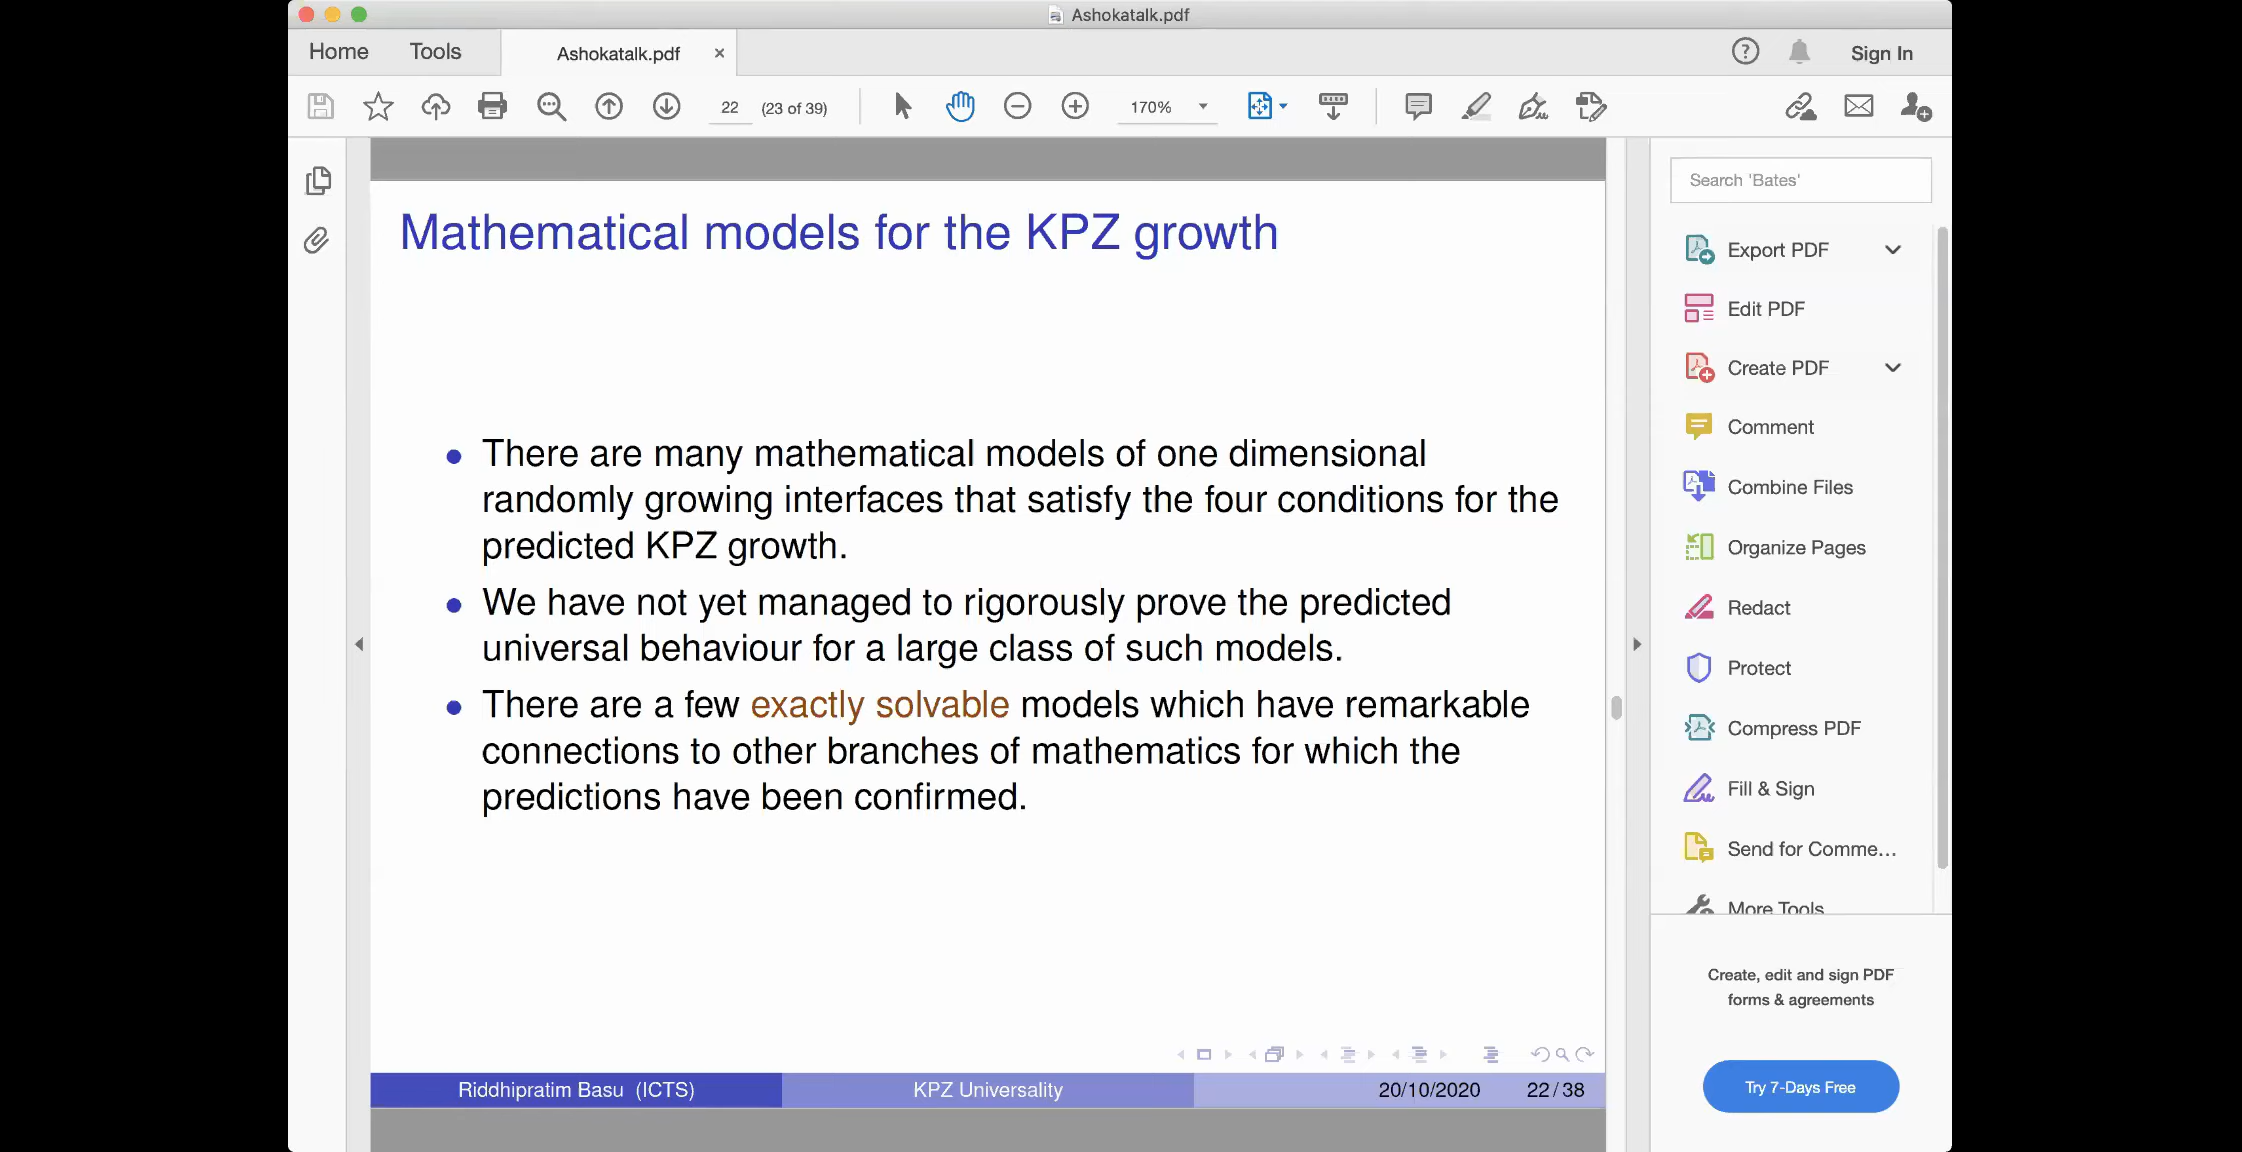 Ashokatalk.pdf
Home
Tools
Ashokatalk.pdf
Sign In
22
(23 of 39)
170%
Search 'Bates'
Mathematical models for the KPZ growth
There are many mathematical models of one dimensional
randomly growing interfaces that satisfy the four conditions for the
predicted KPZ growth.
We have not yet managed to rigorously prove the predicted
universal behaviour for a large class of such models.
There are a few exactly solvable models which have remarkable
connections to other branches of mathematics for which the
predictions have been confirmed.
Riddhipratim Basu (ICTS)
KPZ Universality
20/10/2020
22 / 38
Export PDF
Edit PDF
Create PDF
Comment
Combine Files
Organize Pages
Redact
Protect
Compress PDF
Fill & Sign
Send for Comme...
More Tools
Create, edit and sign PDF
forms & agreements
Try 7-Days Free